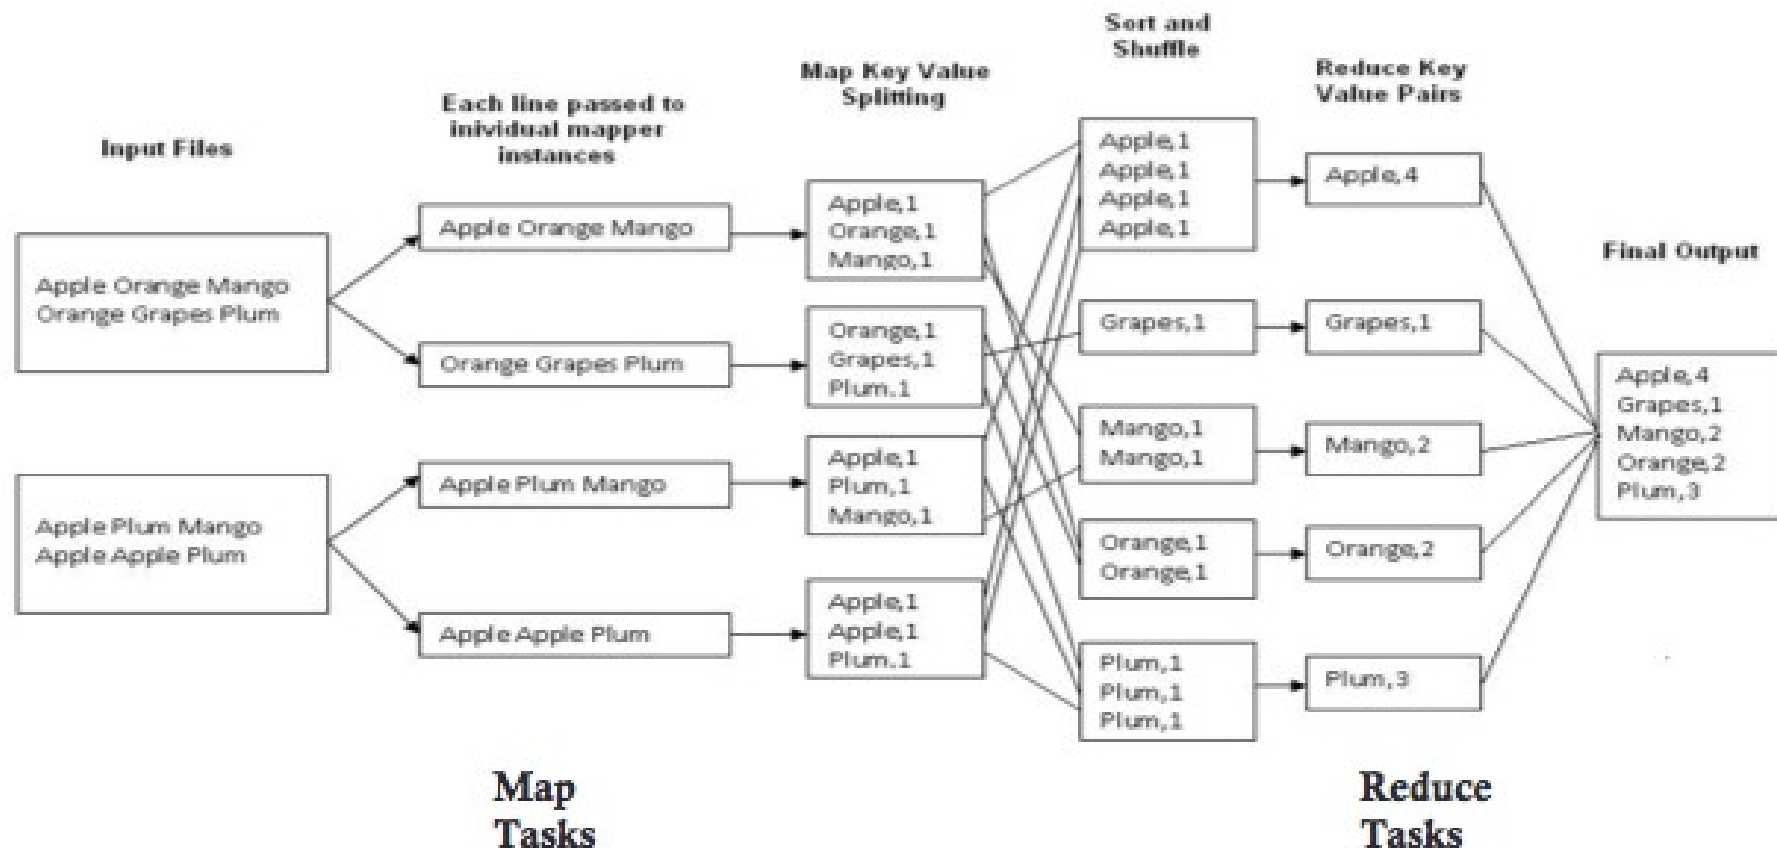 Input Files
Apple Orange Mango
Orange Grapes Plum
Apple Plum Mango
Apple Apple Plum
Each line passed to
inividual mapper
instances
Apple Orange Mango
Orange Grapes Plum
Apple Plum Mango
Apple Apple Plum
Map Key Value
Splitting
Apple,1
Orange,1
Mango,1
Orange,1
Grapes,1
Plum,1
Apple,1
Plum,1
Mango,1
Apple,1
Apple,1
Plum,1
Sort and
Shuffle
Apple,1
Apple,1
Apple,1
Apple,1
Grapes,1
Mango,1
Mango,1
Orange,1
Orange,1
Plum,1
Plum,1
Plum,1
Reduce Key
Value Pairs
Apple,4
Grapes,1
Mango,2
Orange,2
Plum,3
Final Output
Apple,4
Grapes,1
Mango,2
Orange,2
Plum,3
Map
Tasks
Reduce
Tasks